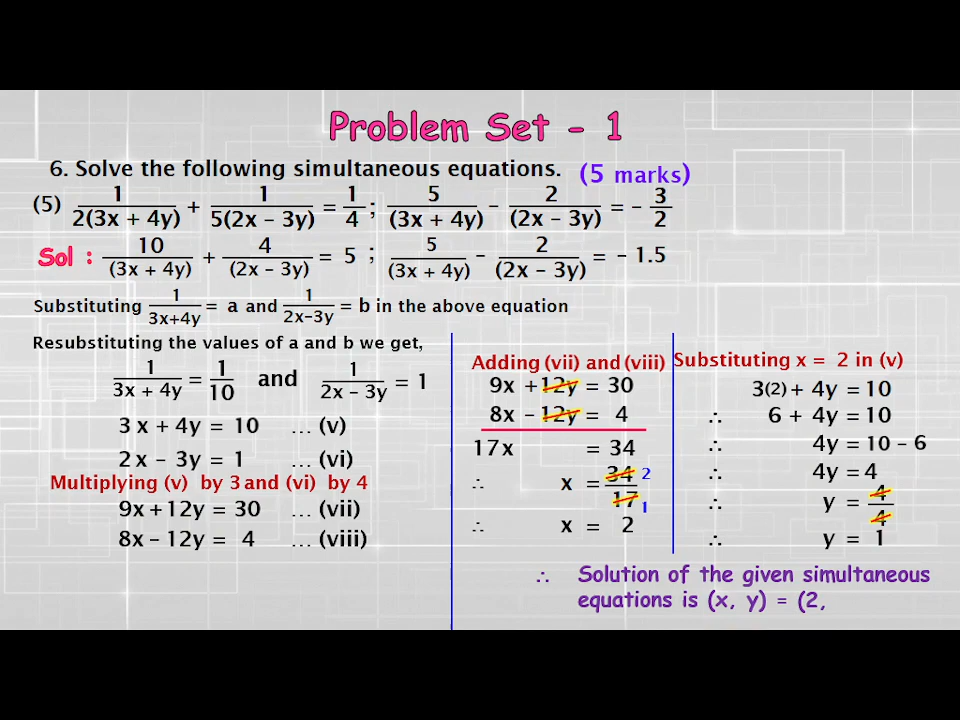 Problem Set - 1
6. Solve the following simultaneous equations. (5 marks)
(5) 1/2(3x + 4y) + 1/5(2x – 3y) = 1/4 ; 5/(3x + 4y) – 2/(2x – 3y) = – 3/2
Sol : 10/(3x + 4y) + 4/(2x – 3y) = 5 ; 5/(3x + 4y) – 2/(2x – 3y) = – 1.5
Substituting 1/3x+4y = a and 1/2x–3y = b in the above equation
Resubstituting the values of a and b we get,
1/3x + 4y = 1/10 and 1/2x – 3y = 1
3x + 4y = 10 … (v)
2x – 3y = 1 … (vi)
Multiplying (v) by 3 and (vi) by 4
9x + 12y = 30 … (vii)
8x – 12y = 4 … (viii)
Adding (vii) and (viii)
9x + 12y = 30
8x – 12y = 4
17x = 34
∴ x = 34/17 2 1
∴ x = 2
Substituting x = 2 in (v)
3(2) + 4y = 10
∴ 6 + 4y = 10
∴ 4y = 10 – 6
∴ 4y = 4
∴ y = 4/4
∴ y = 1
∴ Solution of the given simultaneous
equations is (x, y) = (2,